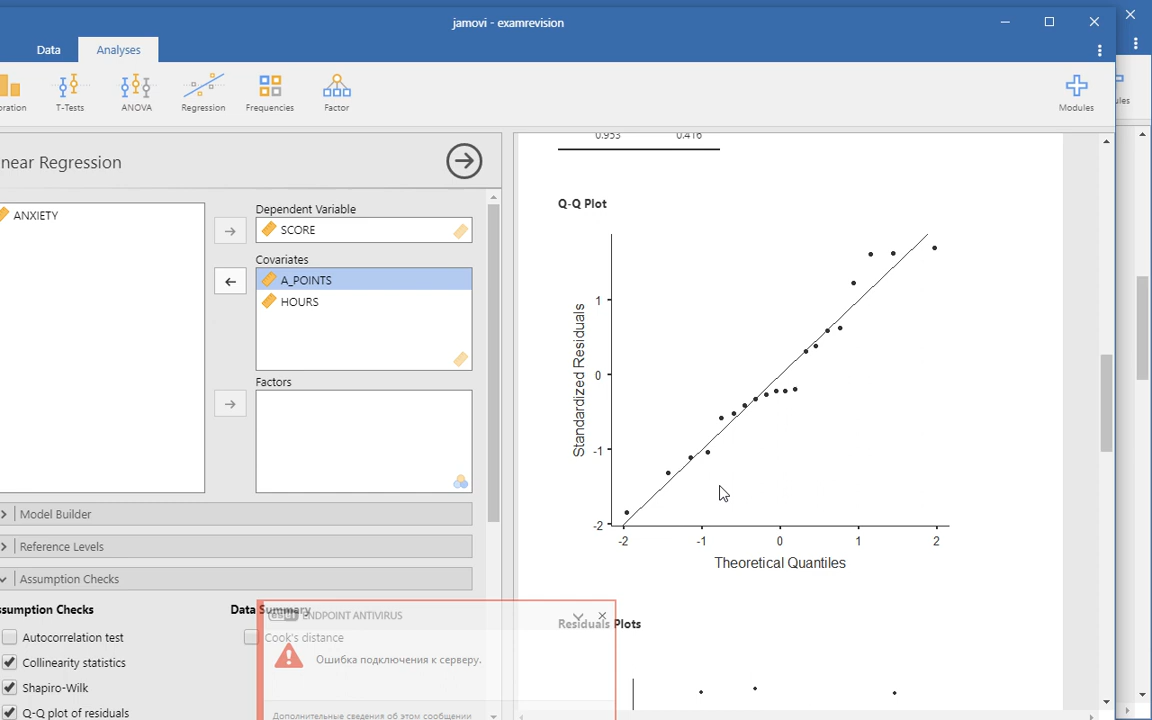 jamovi - examrevision
Data
Analyses
oration
T-Tests
ANOVA
Regression
Frequencies
Factor
Modules
ules
near Regression
ANXIETY
Dependent Variable
SCORE
Covariates
A_POINTS
HOURS
Factors
Model Builder
Reference Levels
Assumption Checks
ssumption Checks
Data Summary
Autocorrelation test
Cook's distance
Collinearity statistics
Shapiro-Wilk
Q-Q plot of residuals
0.953 0.416
Q-Q Plot
Standardized Residuals
1
0
-1
-2
-2 -1 0 1 2
Theoretical Quantiles
Residuals Plots
eset ENDPOINT ANTIVIRUS
Ошибка подключения к серверу.
Дополнительные сведения об этом сообщении